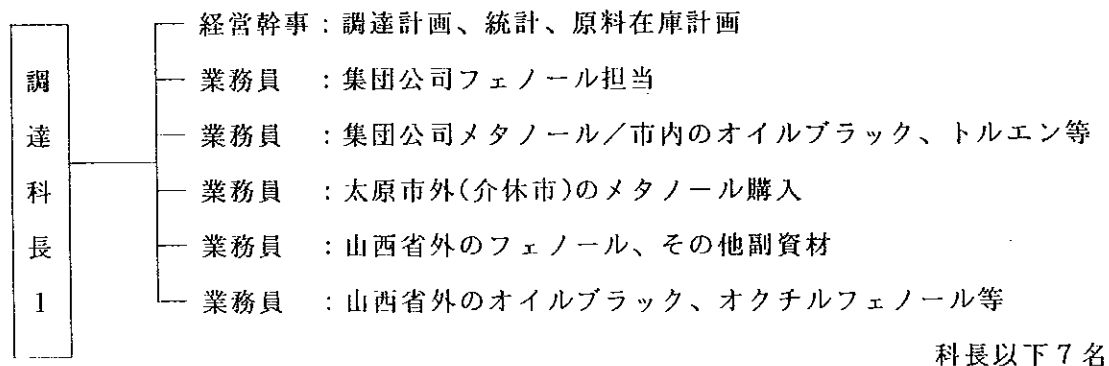 調達科長1
経営幹事:調達計画、統計、原料在庫計画
業務員 :集団公司フェノール担当
業務員 :集団公司メタノール/市内のオイルブラック、トルエン等
業務員 :太原市外(介休市)のメタノール購入
業務員 :山西省外のフェノール、その他副資材
業務員 :山西省外のオイルブラック、オクチルフェノール等
科長以下7名